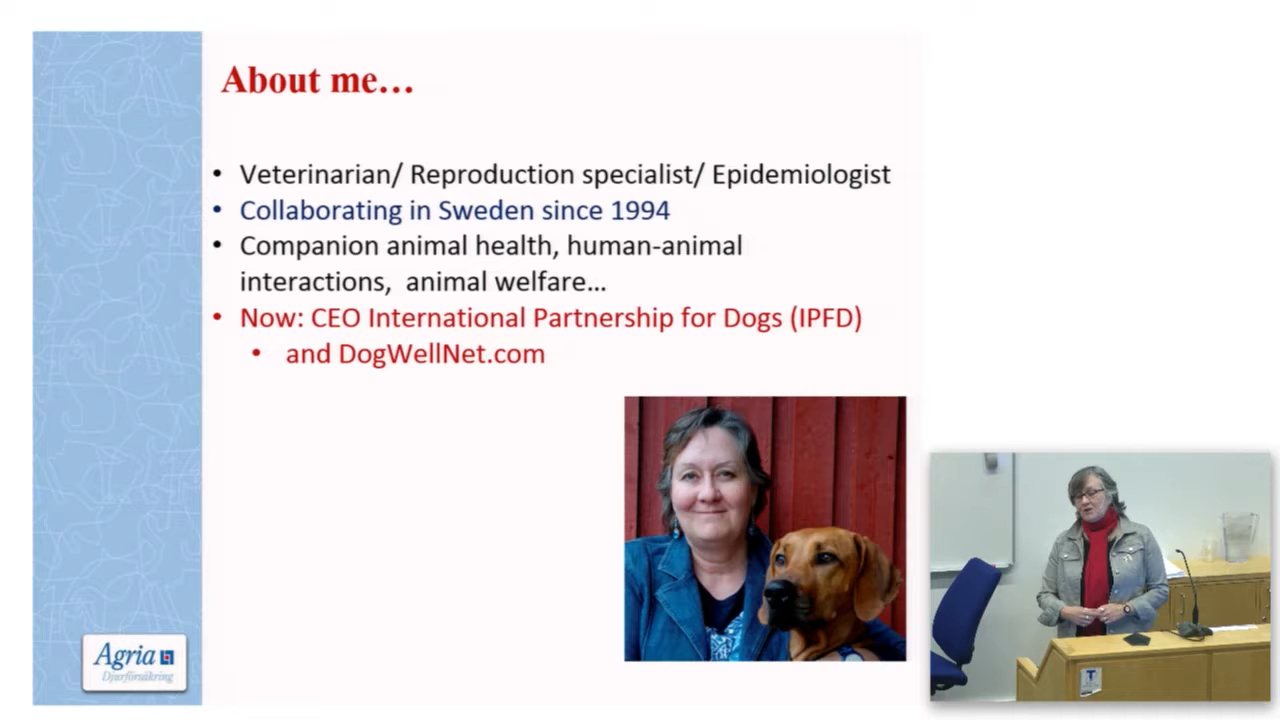 About me…
• Veterinarian/ Reproduction specialist/ Epidemiologist
• Collaborating in Sweden since 1994
• Companion animal health, human-animal
interactions, animal welfare…
• Now: CEO International Partnership for Dogs (IPFD)
• and DogWellNet.com
Agria
Djurförsäkring